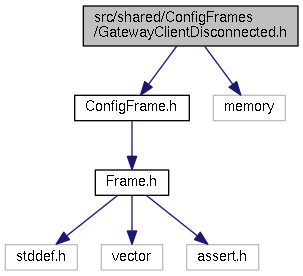 src/shared/ConfigFrames
/GatewayClientDisconnected.h
ConfigFrame.h
memory
Frame.h
stddef.h
vector
assert.h